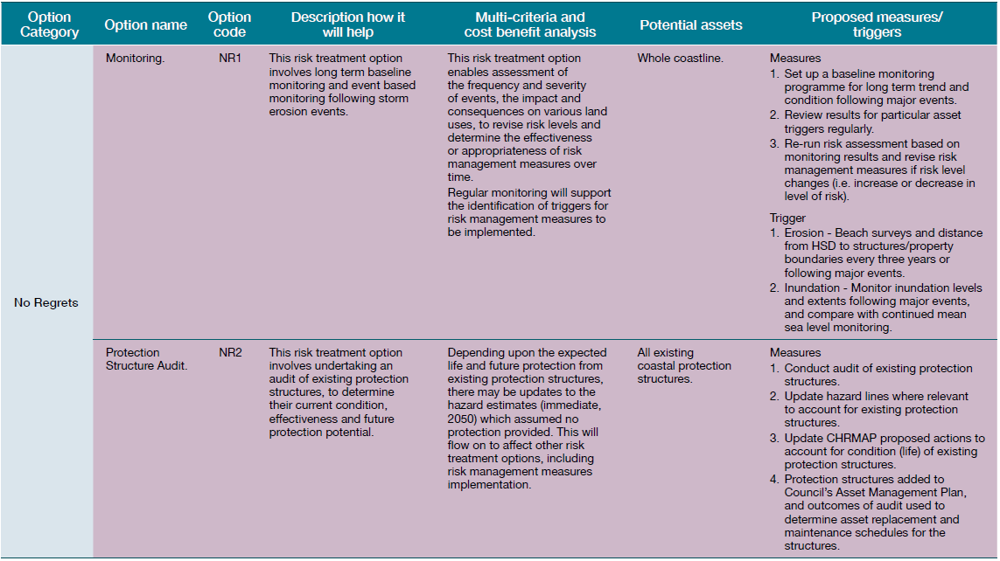 Option
Category
Option name
Option
code
Description how it
will help
Multi-criteria and
cost benefit analysis
Potential assets
Proposed measures/
triggers
No Regrets
Monitoring.
NR1
This risk treatment option
involves long term baseline
monitoring and event based
monitoring following storm
erosion events.
This risk treatment option
enables assessment of
the frequency and severity
of events, the impact and
consequences on various land
uses, to revise risk levels and
determine the effectiveness
or appropriateness of risk
management measures over
time.
Regular monitoring will support
the identification of triggers for
risk management measures to
be implemented.
Whole coastline.
Measures
1. Set up a baseline monitoring
programme for long term trend and
condition following major events.
2. Review results for particular asset
triggers regularly.
3. Re-run risk assessment based on
monitoring results and revise risk
management measures if risk level
changes (i.e. increase or decrease in
level of risk).
Trigger
1. Erosion - Beach surveys and distance
from HSD to structures/property
boundaries every three years or
following major events.
2. Inundation - Monitor inundation levels
and extents following major events,
and compare with continued mean
sea level monitoring.
Protection
Structure Audit.
NR2
This risk treatment option
involves undertaking an
audit of existing protection
structures, to determine
their current condition,
effectiveness and future
protection potential.
Depending upon the expected
life and future protection from
existing protection structures,
there may be updates to the
hazard estimates (immediate,
2050) which assumed no
protection provided. This will
flow on to affect other risk
treatment options, including
risk management measures
implementation.
All existing
coastal protection
structures.
Measures
1. Conduct audit of existing protection
structures.
2. Update hazard lines where relevant
to account for existing protection
structures.
3. Update CHRMAP proposed actions to
account for condition (life) of existing
protection structures.
4. Protection structures added to
Council's Asset Management Plan,
and outcomes of audit used to
determine asset replacement and
maintenance schedules for the
structures.